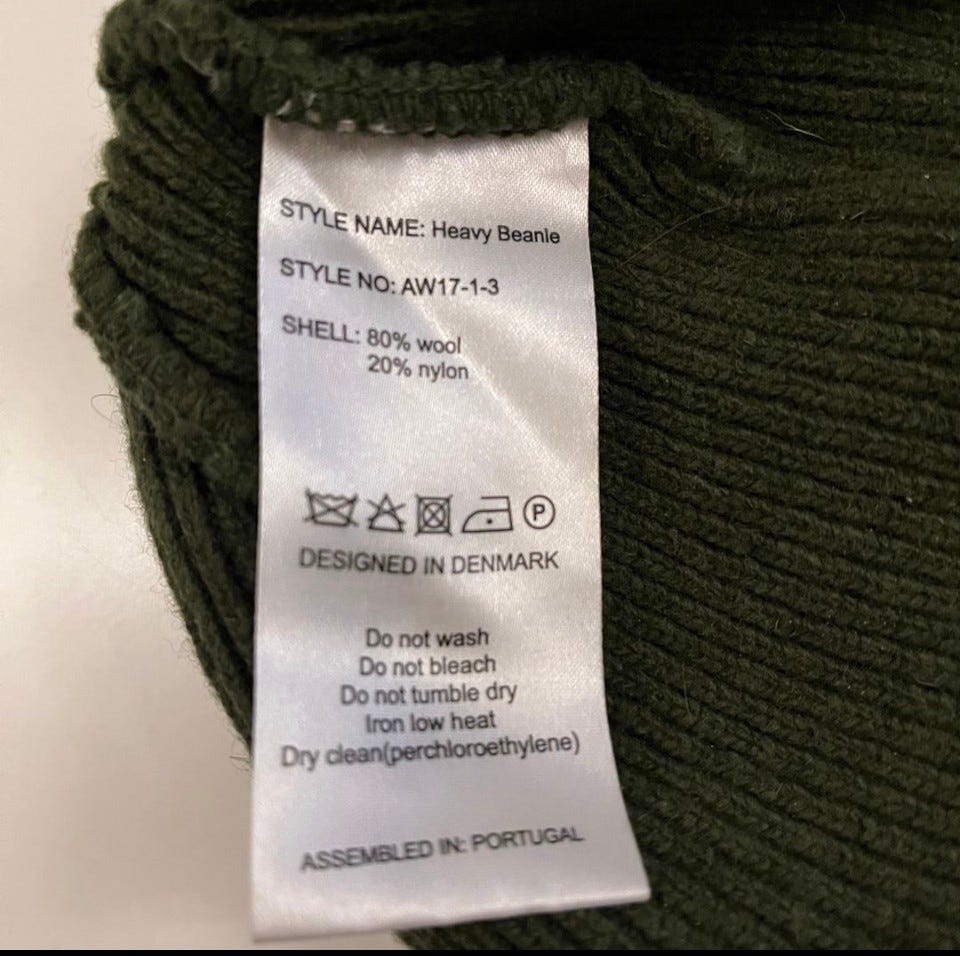 STYLE NAME: Heavy Beanie
STYLE NO: AW17-1-3
SHELL: 80% wool
20% nylon
P
DESIGNED IN DENMARK
Do not wash
Do not bleach
Do not tumble dry
Iron low heat
Dry clean(perchloroethylene)
ASSEMBLED IN: PORTUGAL